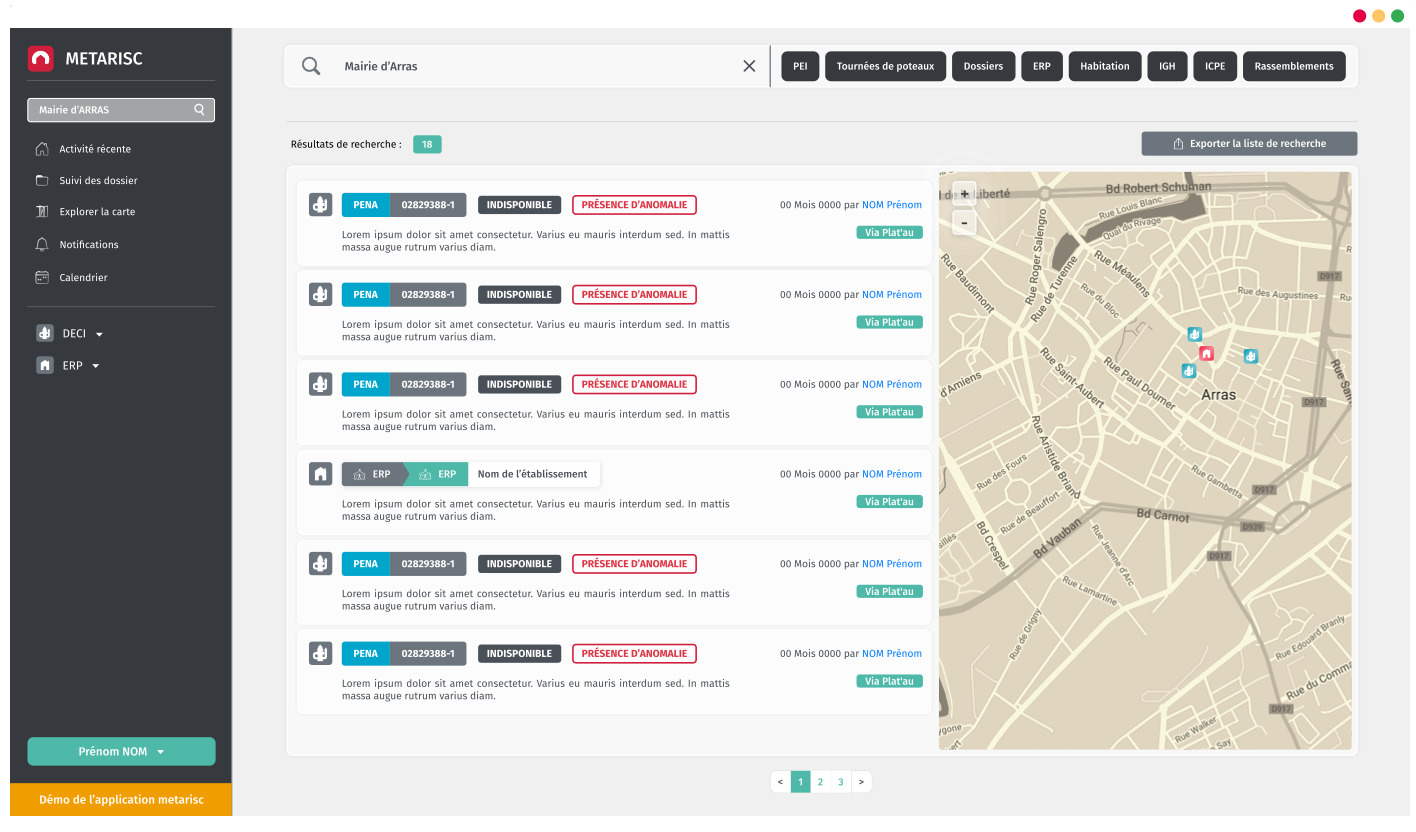 METARISC
Mairie d'ARRAS
Activité récente
Suivi des dossier
Explorer la carte
Notifications
Calendrier
DECI
ERP
Prénom NOM
Démo de l'application metarisc
Mairie d'Arras
PEI
Tournées de poteaux
Dossiers
ERP
Habitation
IGH
ICPE
Rassemblements
Résultats de recherche :
18
Exporter la liste de recherche
PENA 02829388-1 INDISPONIBLE PRÉSENCE D'ANOMALIE 00 Mois 0000 par NOM Prénom
Lorem ipsum dolor sit amet consectetur. Varius eu mauris interdum sed. In mattis
massa augue rutrum varius diam.
Via Plat'au
PENA 02829388-1 INDISPONIBLE PRÉSENCE D'ANOMALIE 00 Mois 0000 par NOM Prénom
Lorem ipsum dolor sit amet consectetur. Varius eu mauris interdum sed. In mattis
massa augue rutrum varius diam.
Via Plat'au
PENA 02829388-1 INDISPONIBLE PRÉSENCE D'ANOMALIE 00 Mois 0000 par NOM Prénom
Lorem ipsum dolor sit amet consectetur. Varius eu mauris interdum sed. In mattis
massa augue rutrum varius diam.
Via Plat'au
ERP ERP Nom de l'établissement 00 Mois 0000 par NOM Prénom
Lorem ipsum dolor sit amet consectetur. Varius eu mauris interdum sed. In mattis
massa augue rutrum varius diam.
Via Plat'au
PENA 02829388-1 INDISPONIBLE PRÉSENCE D'ANOMALIE 00 Mois 0000 par NOM Prénom
Lorem ipsum dolor sit amet consectetur. Varius eu mauris interdum sed. In mattis
massa augue rutrum varius diam.
Via Plat'au
PENA 02829388-1 INDISPONIBLE PRÉSENCE D'ANOMALIE 00 Mois 0000 par NOM Prénom
Lorem ipsum dolor sit amet consectetur. Varius eu mauris interdum sed. In mattis
massa augue rutrum varius diam.
Via Plat'au
+
-
Liberté
Bd Robert Schuman
Rue Louis Blanc
Quai du Rivage
Rue Roger Salengro
Rue de Turenne
Rue Baudimont
Rue Méaulens
Rue du Bloc
D917
Rue des Augustines
Ru
Rue Saint-Aubert
Rue Paul Doumer
Arras
d'Amiens
D917
Rue Sa
Rue Aristide Briand
Rue des Fours
Rue de Beauffort
Rue Gambetta
D917
Bd Carnot
D939
Bd Vauban
Bd Crespel
D917
Rue Jeanne d'Arc
Rue Lamartine
Rue de Grigny
Rue Edouard Branly
Rue du Comm
D917
Rue Walker
Say
ygone
< 1 2 3 >